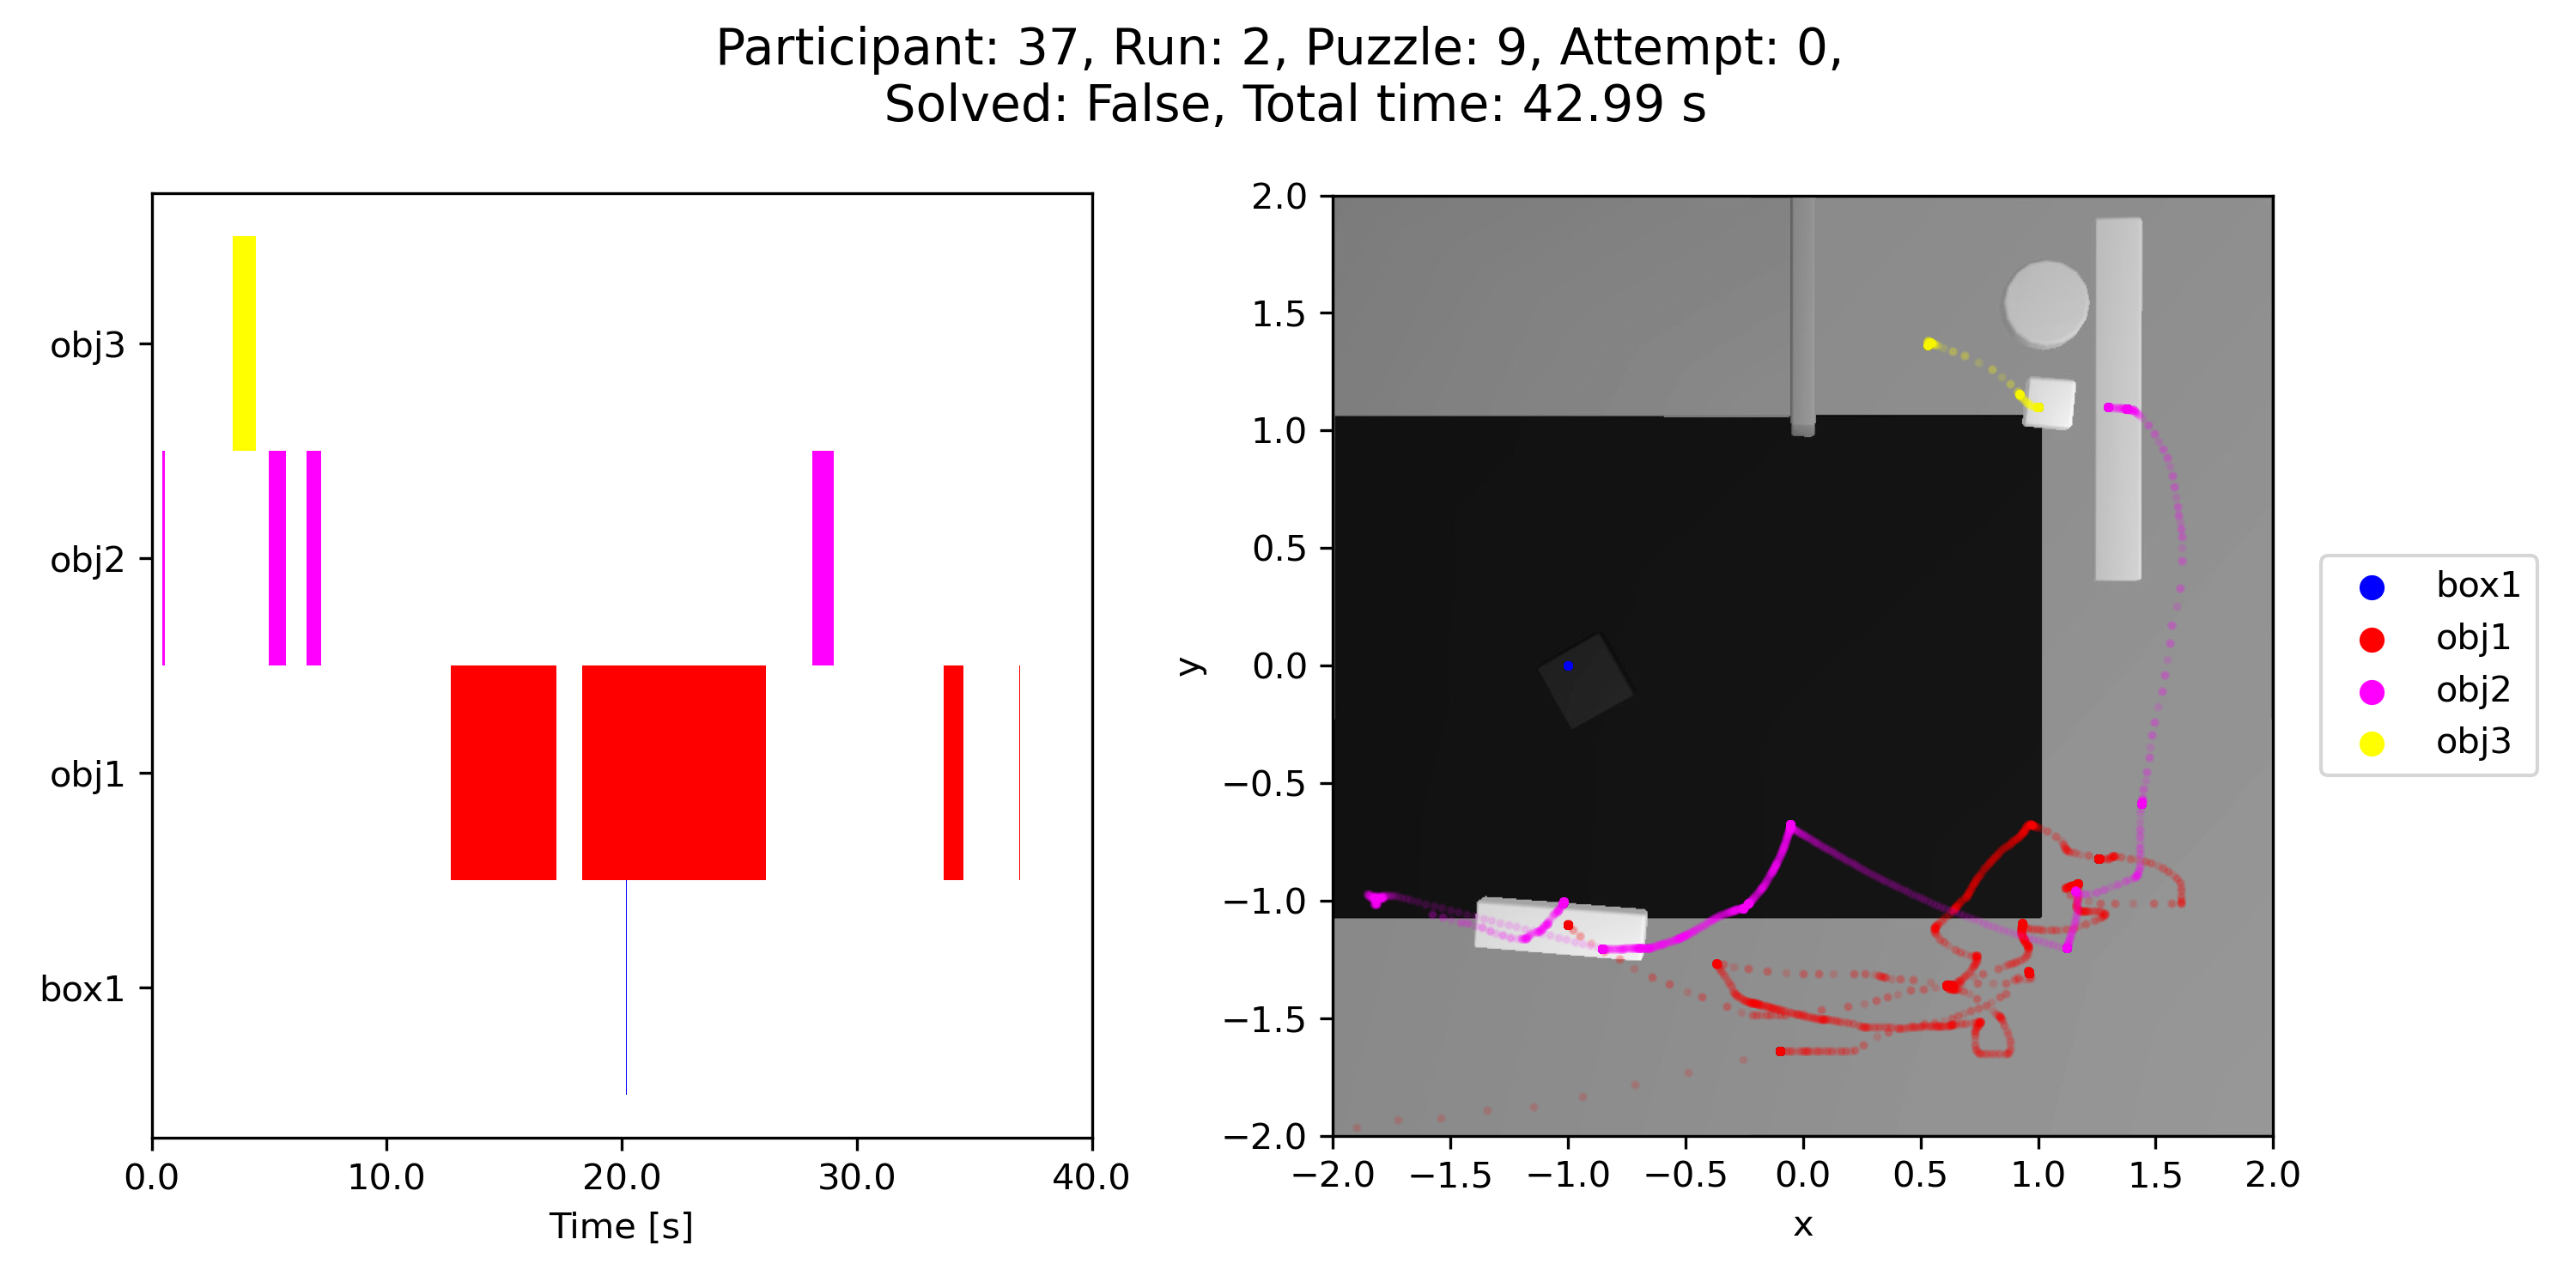 Participant: 37, Run: 2, Puzzle: 9, Attempt: 0,
Solved: False, Total time: 42.99 s
obj3
obj2
obj1
box1
0.0 10.0 20.0 30.0 40.0
Time [s]
2.0
1.5
1.0
0.5
0.0
−0.5
−1.0
−1.5
−2.0
y
−2.0 −1.5 −1.0 −0.5 0.0 0.5 1.0 1.5 2.0
x
box1
obj1
obj2
obj3